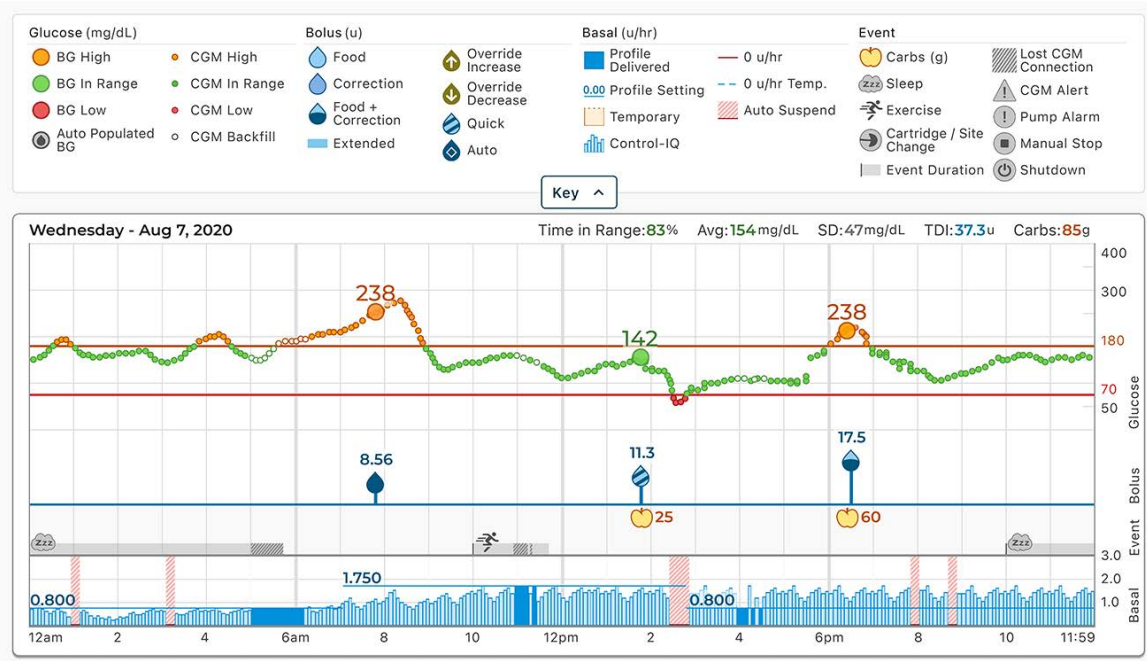 Glucose (mg/dL)
BG High
BG In Range
BG Low
Auto Populated
BG
CGM High
CGM In Range
CGM Low
CGM Backfill
Bolus (u)
Food
Correction
Food +
Correction
Extended
Override
Increase
Override
Decrease
Quick
Auto
Basal (u/hr)
Profile
Delivered
0.00 Profile Setting
Temporary
Control-IQ
0 u/hr
0 u/hr Temp.
Auto Suspend
Event
Carbs (g)
Zzz Sleep
Exercise
Cartridge / Site
Change
Event Duration
Lost CGM
Connection
CGM Alert
Pump Alarm
Manual Stop
Shutdown
Key
Wednesday - Aug 7, 2020
Time in Range:83% Avg:154mg/dL SD:47mg/dL TDI:37.3u Carbs:85g
400
300
180
70
50
Glucose
238
142
238
8.56
11.3
17.5
Bolus
25
60
Event
Zzz
Zzz
3.0
2.0
1.0
Basal
0.800
1.750
0.800
12am 2 4 6am 8 10 12pm 2 4 6pm 8 10 11:59